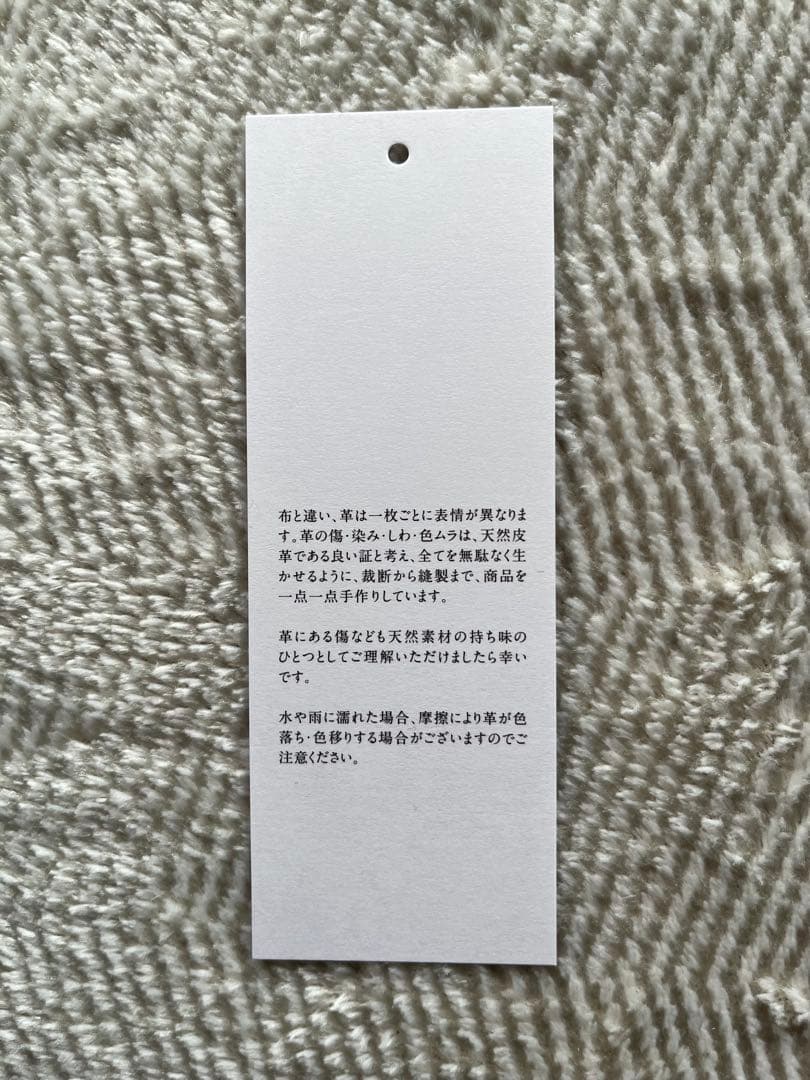 布と違い、革は一枚ごとに表情が異なりま
す。革の傷・染み・しわ・色ムラは、天然皮
革である良い証と考え、全てを無駄なく生
かせるように、裁断から縫製まで、商品を
一点一点手作りしています。
革にある傷なども天然素材の持ち味の
ひとつとしてご理解いただけましたら幸い
です。
水や雨に濡れた場合、摩擦により革が色
落ち・色移りする場合がございますのでご
注意ください。